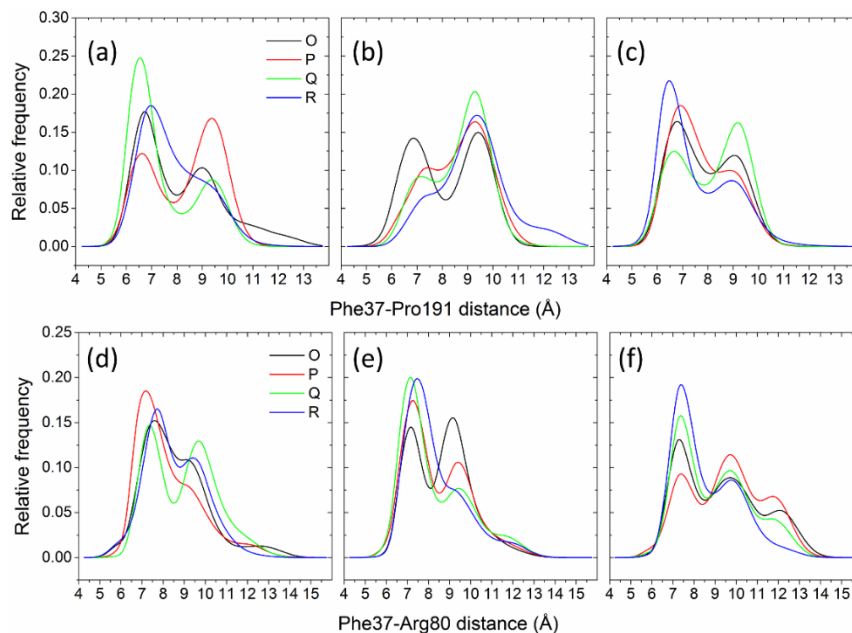 0.30
0.25
0.20
0.15
0.10
0.05
0.00
Relative frequency
(a)
O
P
Q
R
(b)
(c)
4 5 6 7 8 9 10 11 12 13
4 5 6 7 8 9 10 11 12 13
4 5 6 7 8 9 10 11 12 13
Phe37-Pro191 distance (Å)
0.25
0.20
0.15
0.10
0.05
0.00
Relative frequency
(d)
O
P
Q
R
(e)
(f)
4 5 6 7 8 9 10 11 12 13 14 15
4 5 6 7 8 9 10 11 12 13 14 15
4 5 6 7 8 9 10 11 12 13 14 15
Phe37-Arg80 distance (Å)